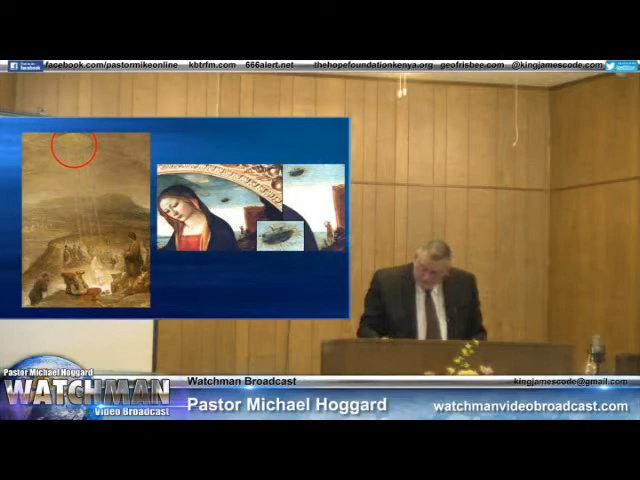 facebook.com/pastormikeonline kbtrfm.com 666alert.net thehopefoundationkenya.org geofrisbee.com @kingjamescode.com
Pastor Michael Hoggard
WATCHMAN
Video Broadcast
Watchman Broadcast
kingjamescode@gmail.com
Pastor Michael Hoggard
watchmanvideobroadcast.com